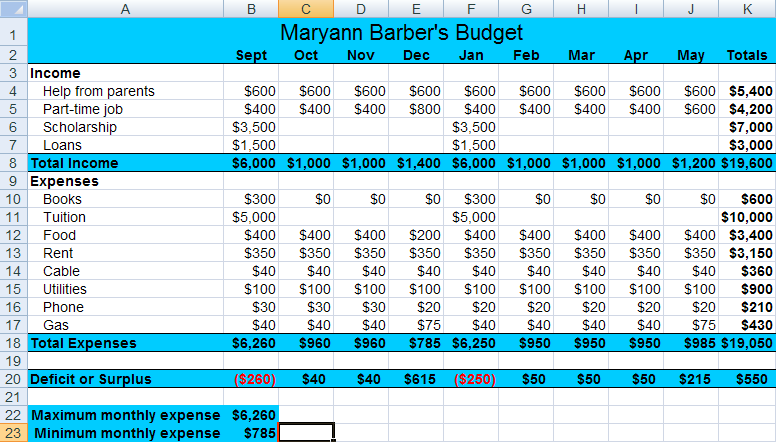 A B C D E F G H I J K
1 Maryann Barber's Budget
2 Sept Oct Nov Dec Jan Feb Mar Apr May Totals
3 Income
4 Help from parents $600 $600 $600 $600 $600 $600 $600 $600 $600 $5,400
5 Part-time job $400 $400 $400 $800 $400 $400 $400 $400 $600 $4,200
6 Scholarship $3,500 $3,500 $7,000
7 Loans $1,500 $1,500 $3,000
8 Total Income $6,000 $1,000 $1,000 $1,400 $6,000 $1,000 $1,000 $1,000 $1,200 $19,600
9 Expenses
10 Books $300 $0 $0 $0 $300 $0 $0 $0 $0 $600
11 Tuition $5,000 $5,000 $10,000
12 Food $400 $400 $400 $200 $400 $400 $400 $400 $400 $3,400
13 Rent $350 $350 $350 $350 $350 $350 $350 $350 $350 $3,150
14 Cable $40 $40 $40 $40 $40 $40 $40 $40 $40 $360
15 Utilities $100 $100 $100 $100 $100 $100 $100 $100 $100 $900
16 Phone $30 $30 $30 $20 $20 $20 $20 $20 $20 $210
17 Gas $40 $40 $40 $75 $40 $40 $40 $40 $75 $430
18 Total Expenses $6,260 $960 $960 $785 $6,250 $950 $950 $950 $985 $19,050
19
20 Deficit or Surplus ($260) $40 $40 $615 ($250) $50 $50 $50 $215 $550
21
22 Maximum monthly expense $6,260
23 Minimum monthly expense $785